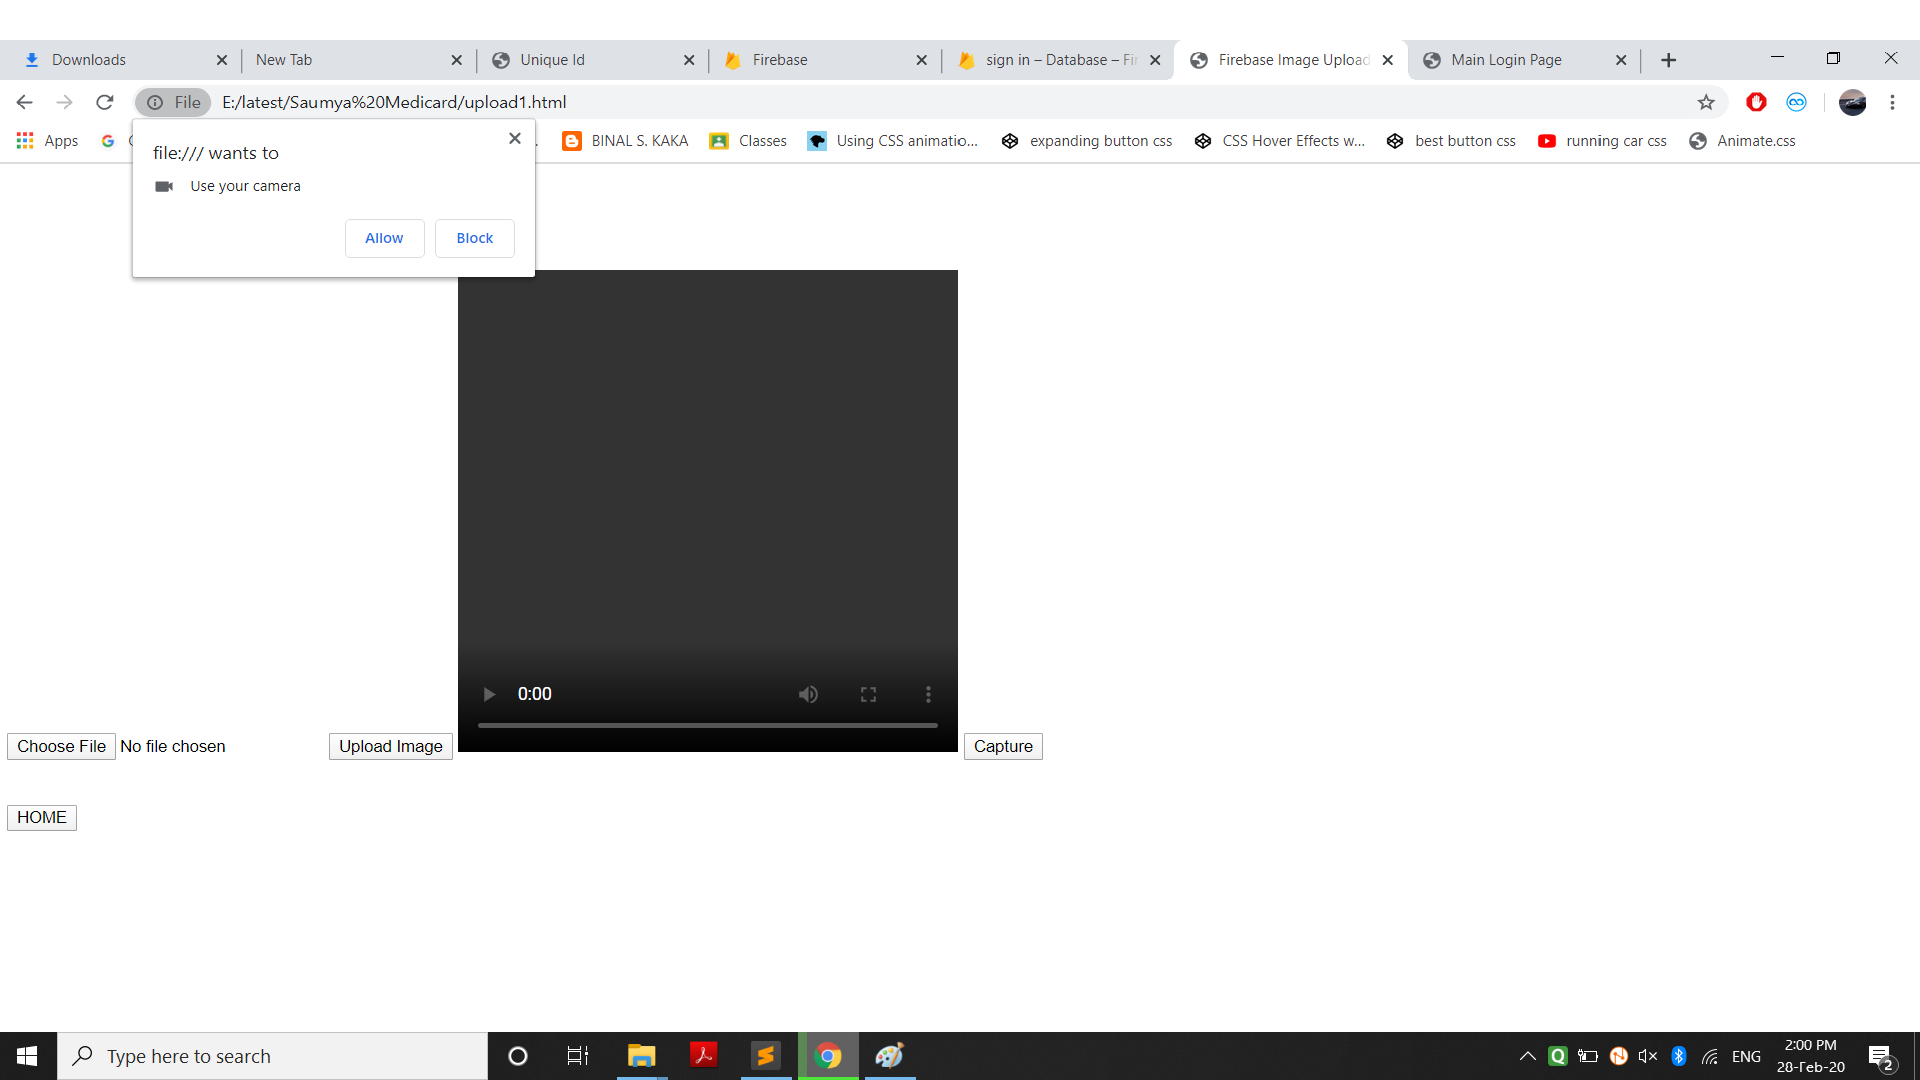 Downloads
New Tab
Unique Id
Firebase
sign in – Database – Fir
Firebase Image Upload
Main Login Page
File
E:/latest/Saumya%20Medicard/upload1.html
Apps
BINAL S. KAKA
Classes
Using CSS animatio...
expanding button css
CSS Hover Effects w...
best button css
running car css
Animate.css
file:/// wants to
Use your camera
Allow
Block
0:00
Choose File
No file chosen
Upload Image
Capture
HOME
Type here to search
ENG
2:00 PM
28-Feb-20
2